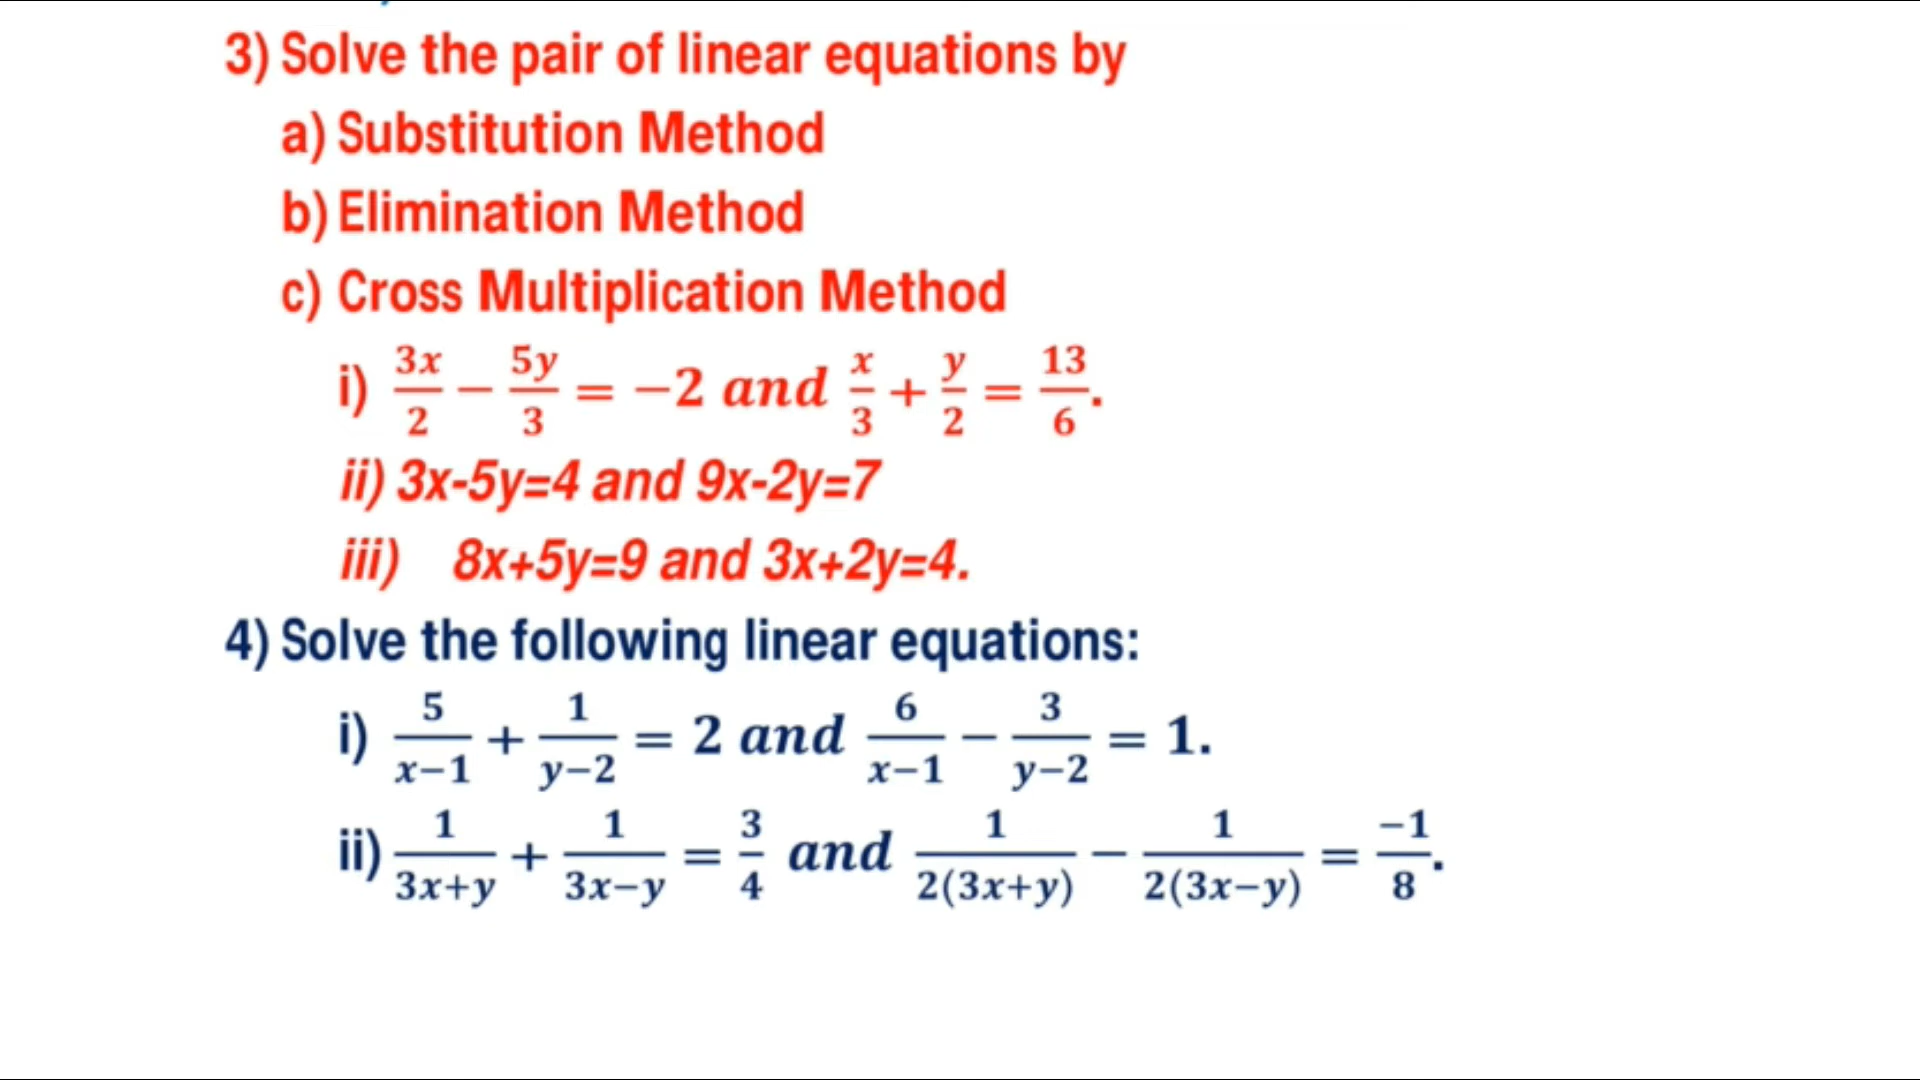 3) Solve the pair of linear equations by
a) Substitution Method
b) Elimination Method
c) Cross Multiplication Method
i) 3x/2 − 5y/3 = −2 and x/3 + y/2 = 13/6.
ii) 3x-5y=4 and 9x-2y=7
iii) 8x+5y=9 and 3x+2y=4.
4) Solve the following linear equations:
i) 5/(x−1) + 1/(y−2) = 2 and 6/(x−1) − 3/(y−2) = 1.
ii) 1/(3x+y) + 1/(3x−y) = 3/4 and 1/(2(3x+y)) − 1/(2(3x−y)) = −1/8.